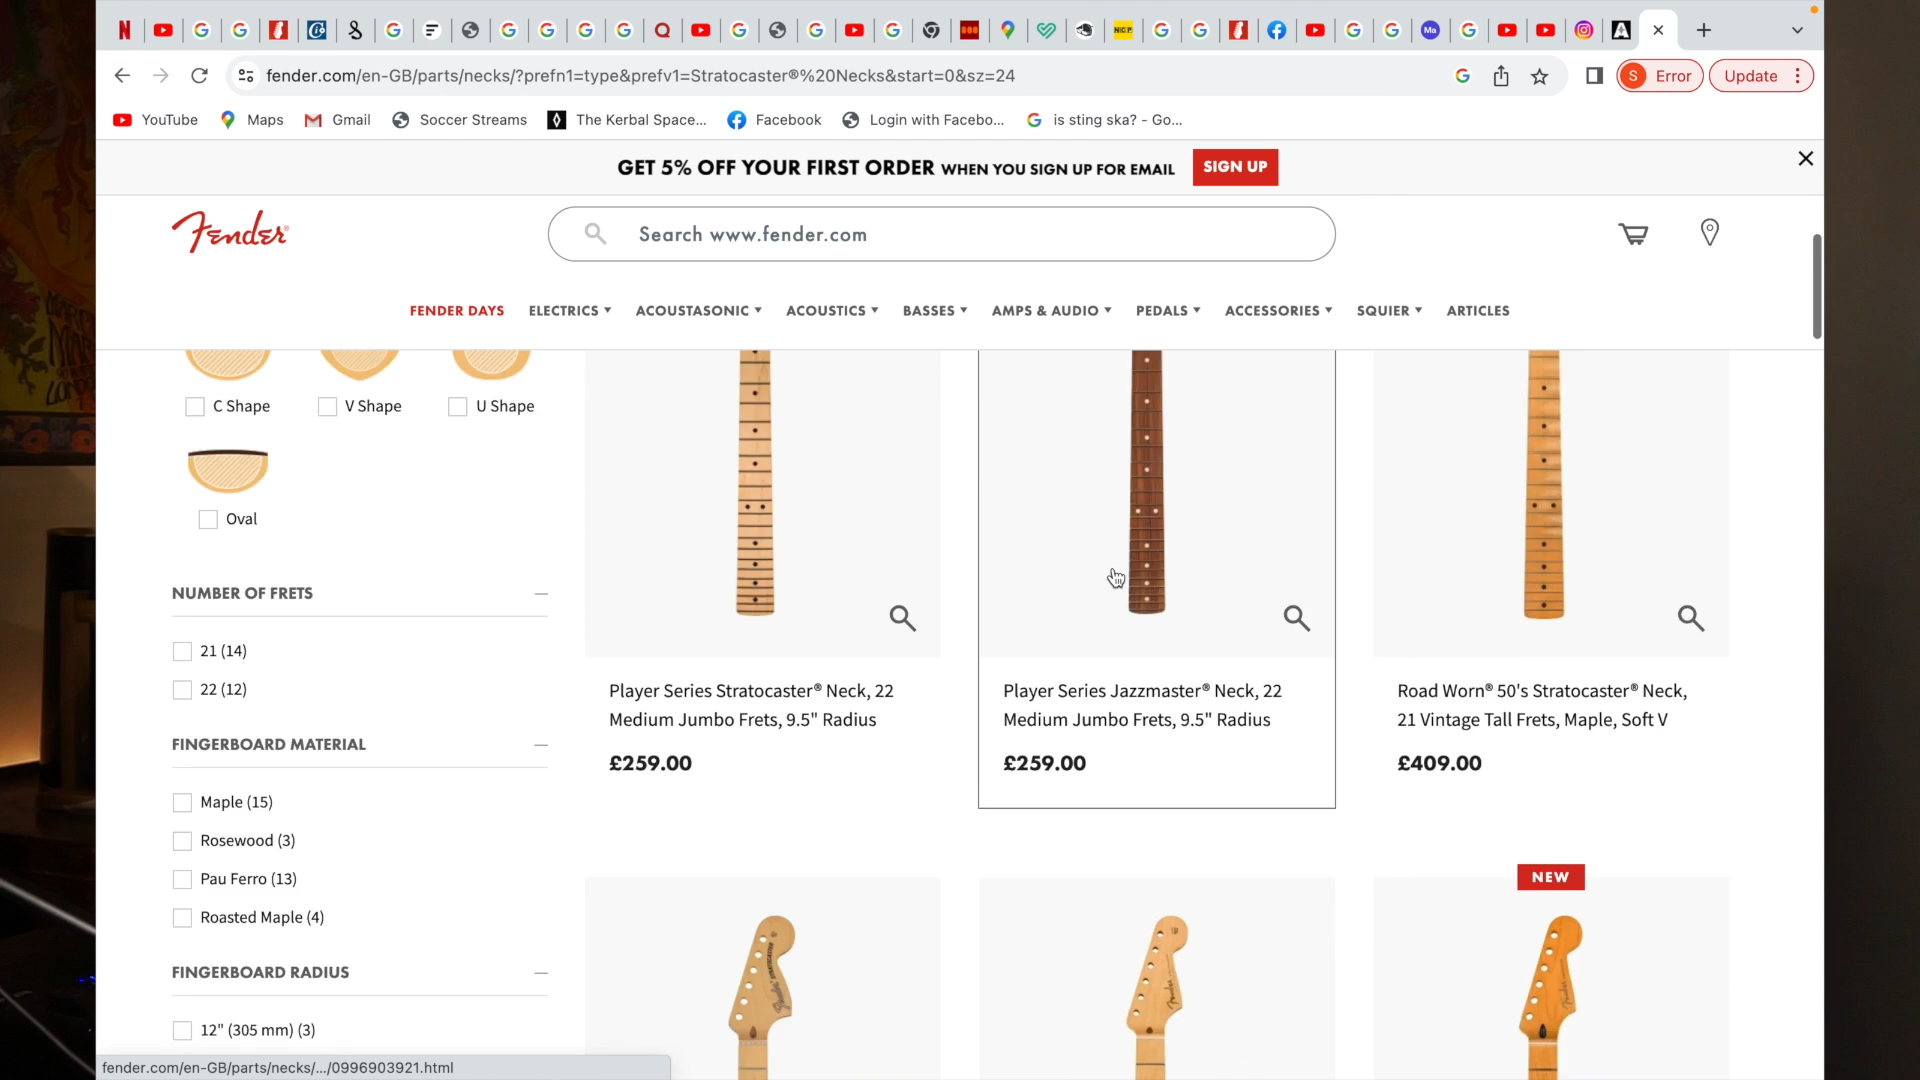 fender.com/en-GB/parts/necks/?prefn1=type&prefv1=Stratocaster®%20Necks&start=0&sz=24
S Error
Update
YouTube
Maps
Gmail
Soccer Streams
The Kerbal Space...
Facebook
Login with Facebo...
is sting ska? - Go...
GET 5% OFF YOUR FIRST ORDER WHEN YOU SIGN UP FOR EMAIL
SIGN UP
Fender
Search www.fender.com
FENDER DAYS
ELECTRICS
ACOUSTASONIC
ACOUSTICS
BASSES
AMPS & AUDIO
PEDALS
ACCESSORIES
SQUIER
ARTICLES
C Shape
V Shape
U Shape
Oval
NUMBER OF FRETS
21 (14)
22 (12)
FINGERBOARD MATERIAL
Maple (15)
Rosewood (3)
Pau Ferro (13)
Roasted Maple (4)
FINGERBOARD RADIUS
12" (305 mm) (3)
Player Series Stratocaster® Neck, 22
Medium Jumbo Frets, 9.5" Radius
£259.00
Player Series Jazzmaster® Neck, 22
Medium Jumbo Frets, 9.5" Radius
£259.00
Road Worn® 50's Stratocaster® Neck,
21 Vintage Tall Frets, Maple, Soft V
£409.00
NEW
fender.com/en-GB/parts/necks/.../0996903921.html